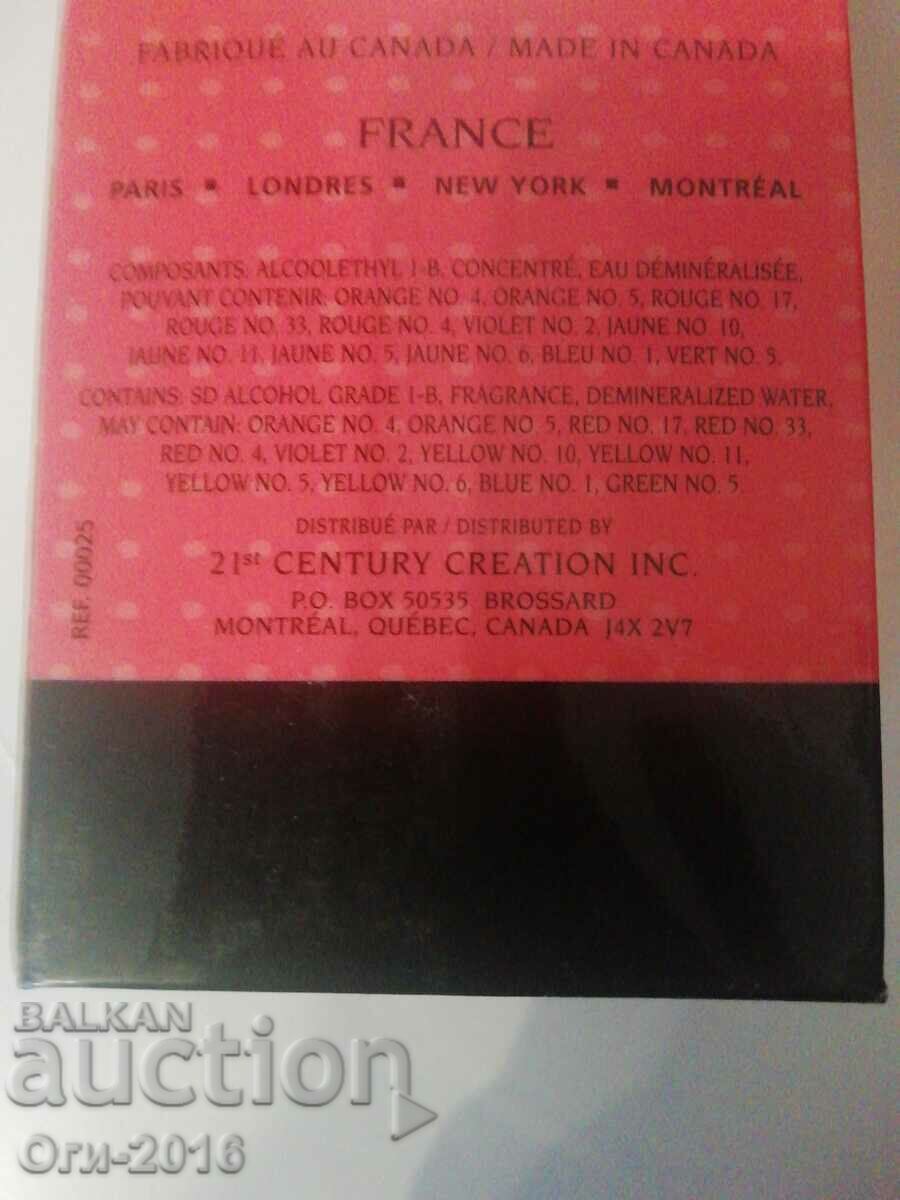 FABRIQUÉ AU CANADA / MADE IN CANADA
FRANCE
PARIS ▪ LONDRES ▪ NEW YORK ▪ MONTRÉAL
COMPOSANTS: ALCOOLETHYL 1-B, CONCENTRÉ, EAU DÉMINÉRALISÉE,
POUVANT CONTENIR: ORANGE NO. 4, ORANGE NO. 5, ROUGE NO. 17,
ROUGE NO. 33, ROUGE NO. 4, VIOLET NO. 2, JAUNE NO. 10,
JAUNE NO. 11, JAUNE NO. 5, JAUNE NO. 6, BLEU NO. 1, VERT NO. 5.
CONTAINS: SD ALCOHOL GRADE 1-B, FRAGRANCE, DEMINERALIZED WATER,
MAY CONTAIN: ORANGE NO. 4, ORANGE NO. 5, RED NO. 17, RED NO. 33,
RED NO. 4, VIOLET NO. 2, YELLOW NO. 10, YELLOW NO. 11,
YELLOW NO. 5, YELLOW NO. 6, BLUE NO. 1, GREEN NO. 5.
DISTRIBUÉ PAR / DISTRIBUTED BY
21st CENTURY CREATION INC.
P.O. BOX 50535 BROSSARD
MONTRÉAL, QUÉBEC, CANADA J4X 2V7
REF. 00025
BALKAN
auction
Оги-2016